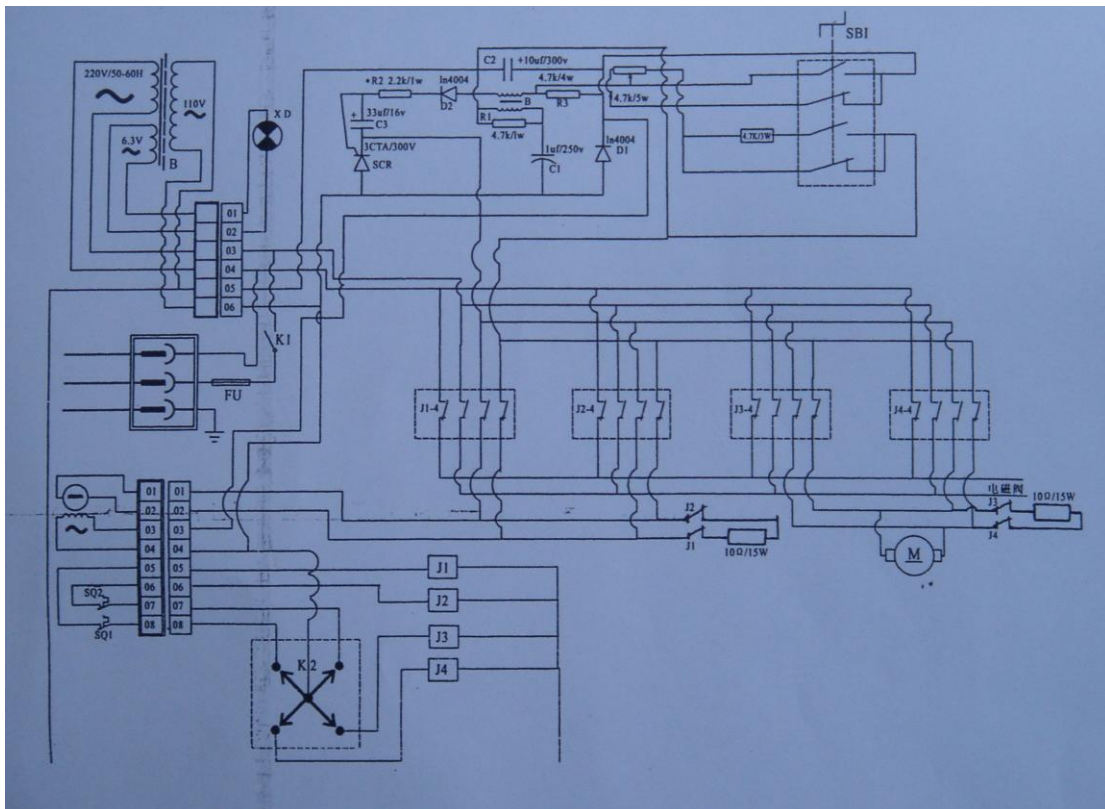 220V/50-60H
110V
6.3V
B
XD
C2
+10uf/300v
*R2 2.2k/1w
ln4004
D2
4.7k/4w
R3
4.7k/5w
B
R1
4.7k/1w
+
33uf/16v
C3
3CTA/300V
SCR
1uf/250v
C1
ln4004
D1
SB1
4.7K/3W
01
02
03
04
05
06
K1
FU
J1-4
J2-4
J3-4
J4-4
电磁阀
J3
J4
10Ω/15W
J2
J1
10Ω/15W
M
01
02
03
04
05
06
07
08
01
02
03
04
05
06
07
08
SQ2
SQ1
K2
J1
J2
J3
J4